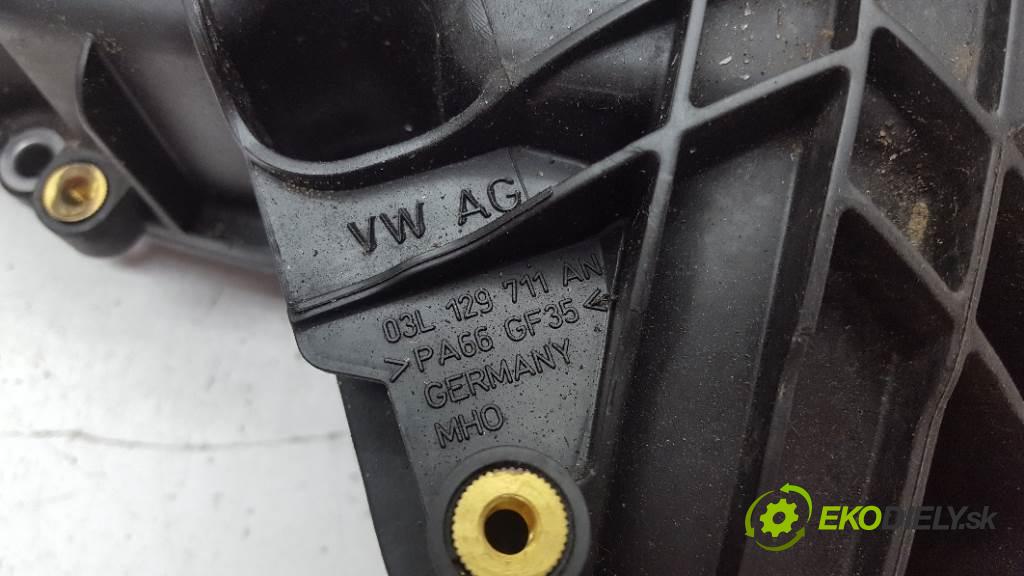 VW AG
03L 129 711 AN
>PA66 GF35<
GERMANY
MHO
EKODIELY.sk